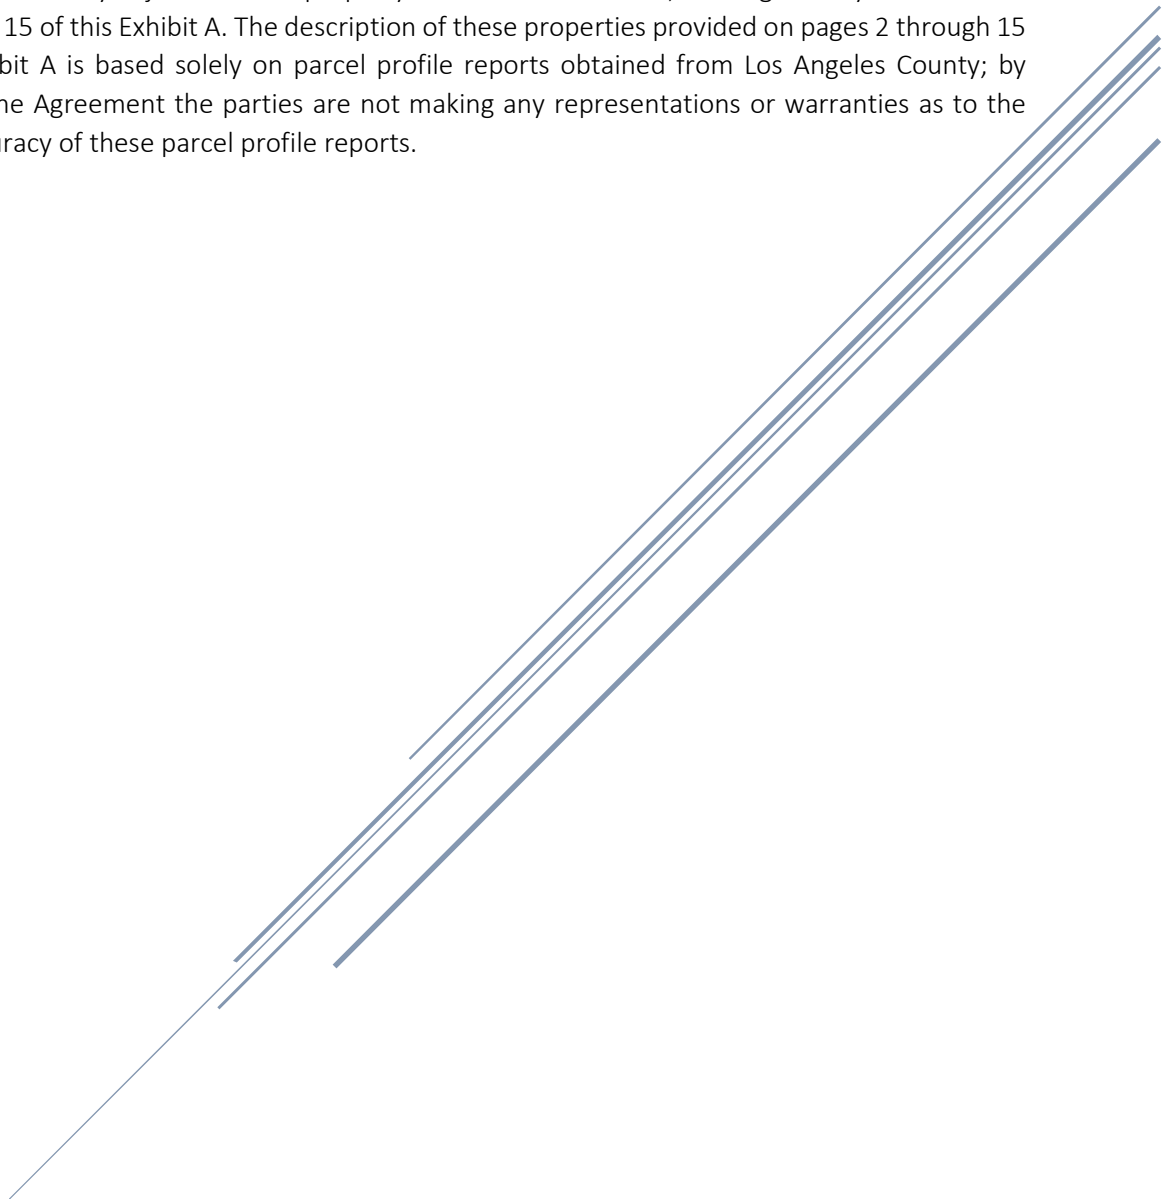 15 of this Exhibit A. The description of these properties provided on pages 2 through 15
bit A is based solely on parcel profile reports obtained from Los Angeles County; by
ne Agreement the parties are not making any representations or warranties as to the
racy of these parcel profile reports.